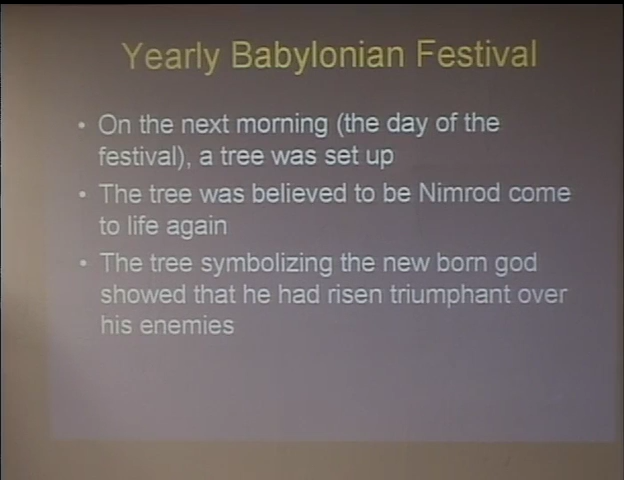 Yearly Babylonian Festival
• On the next morning (the day of the
festival), a tree was set up
• The tree was believed to be Nimrod come
to life again
• The tree symbolizing the new born god
showed that he had risen triumphant over
his enemies